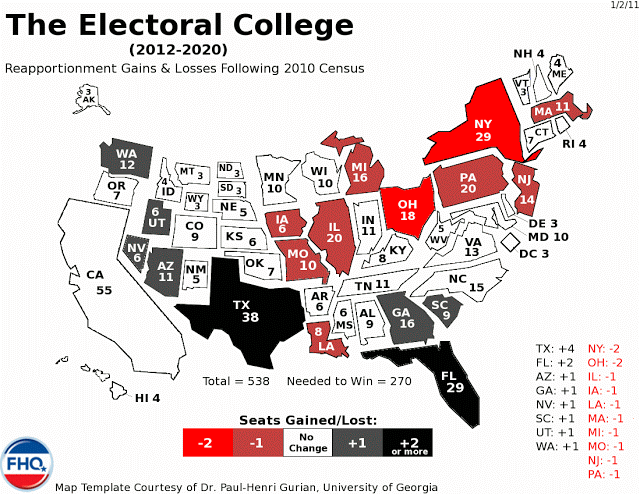 1/2/11
The Electoral College
(2012-2020)
Reapportionment Gains & Losses Following 2010 Census
3
AK
NH 4
4
ME
VT
3
MA 11
NY
29
CT
7
RI 4
WA
12
MT 3
ND
3
MN
10
WI
10
MI
16
PA
20
NJ
14
OR
7
4
ID
SD
3
WY
3
NE 5
IA
6
IL
20
IN
11
OH
18
5
WV
DE 3
MD 10
DC 3
6
UT
NV
6
CO
9
KS 6
MO
10
8
KY
VA
13
CA
55
AZ
11
NM
5
OK 7
TN 11
NC
15
TX
38
AR
6
6
MS
AL
9
GA
16
SC
9
8
LA
FL
29
HI 4
Total = 538 Needed to Win = 270
TX: +4 NY: -2
FL: +2 OH: -2
AZ: +1 IL: -1
GA: +1 IA: -1
NV: +1 LA: -1
SC: +1 MA: -1
UT: +1 MI: -1
WA: +1 MO: -1
NJ: -1
PA: -1
Seats Gained/Lost:
-2 -1 No Change +1 +2 or more
FHQ
Map Template Courtesy of Dr. Paul-Henri Gurian, University of Georgia